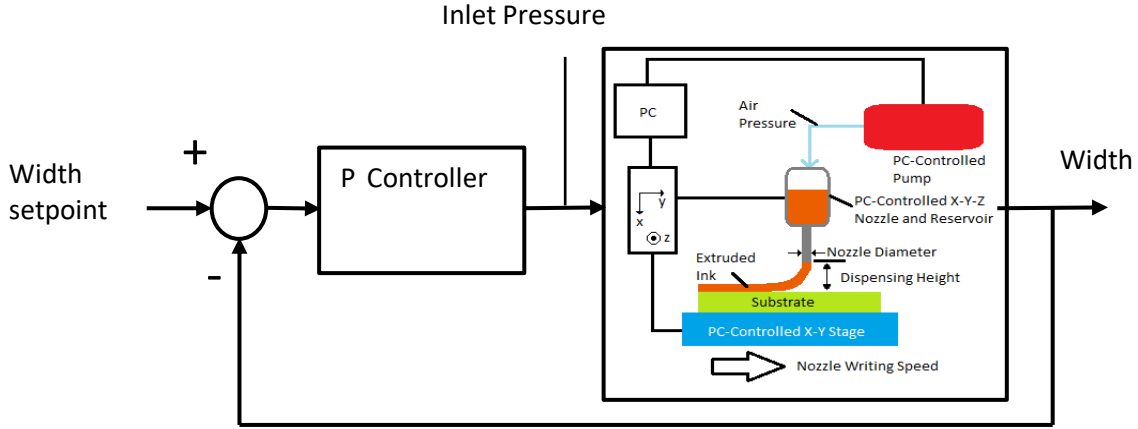 Inlet Pressure
+
Width
setpoint
-
P Controller
PC
y
x
z
Air
Pressure
PC-Controlled
Pump
PC-Controlled X-Y-Z
Nozzle and Reservoir
Nozzle Diameter
Extruded
Ink
Dispensing Height
Substrate
PC-Controlled X-Y Stage
Nozzle Writing Speed
Width